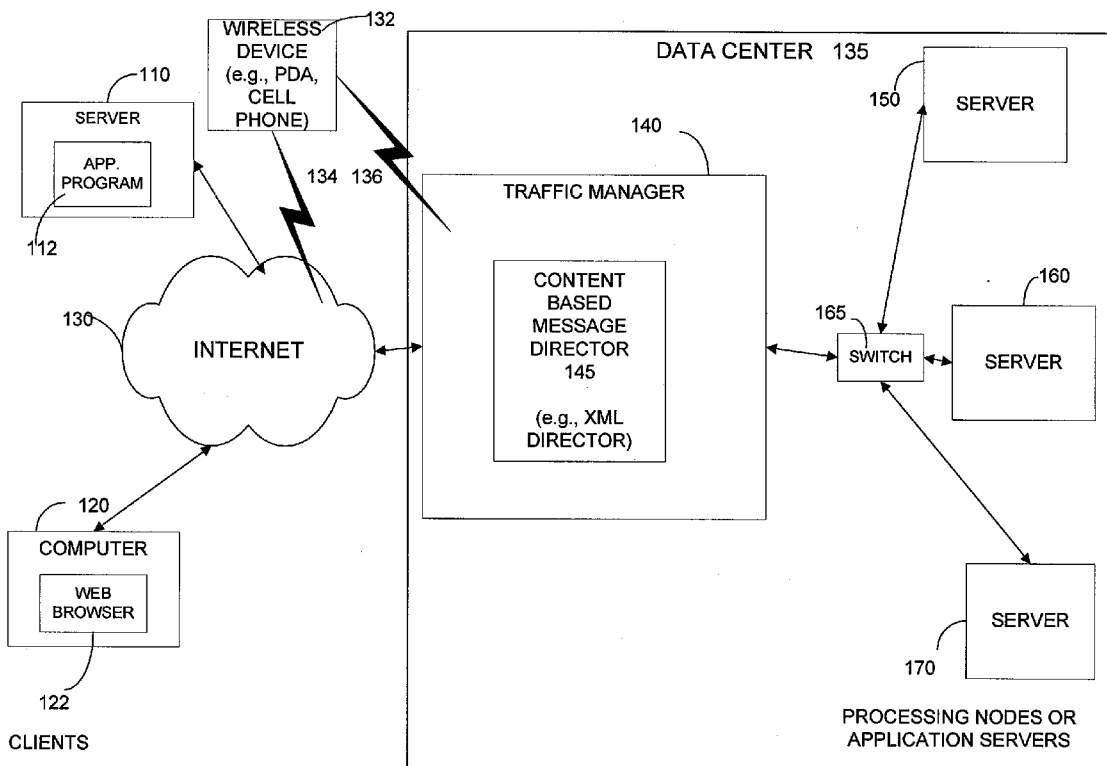 WIRELESS
DEVICE
(e.g., PDA,
CELL
PHONE)
132
110
SERVER
APP.
PROGRAM
112
134
136
130
INTERNET
120
COMPUTER
WEB
BROWSER
122
CLIENTS
DATA CENTER 135
140
TRAFFIC MANAGER
CONTENT
BASED
MESSAGE
DIRECTOR
145
(e.g., XML
DIRECTOR)
150
SERVER
160
SERVER
165
SWITCH
SERVER
170
PROCESSING NODES OR
APPLICATION SERVERS